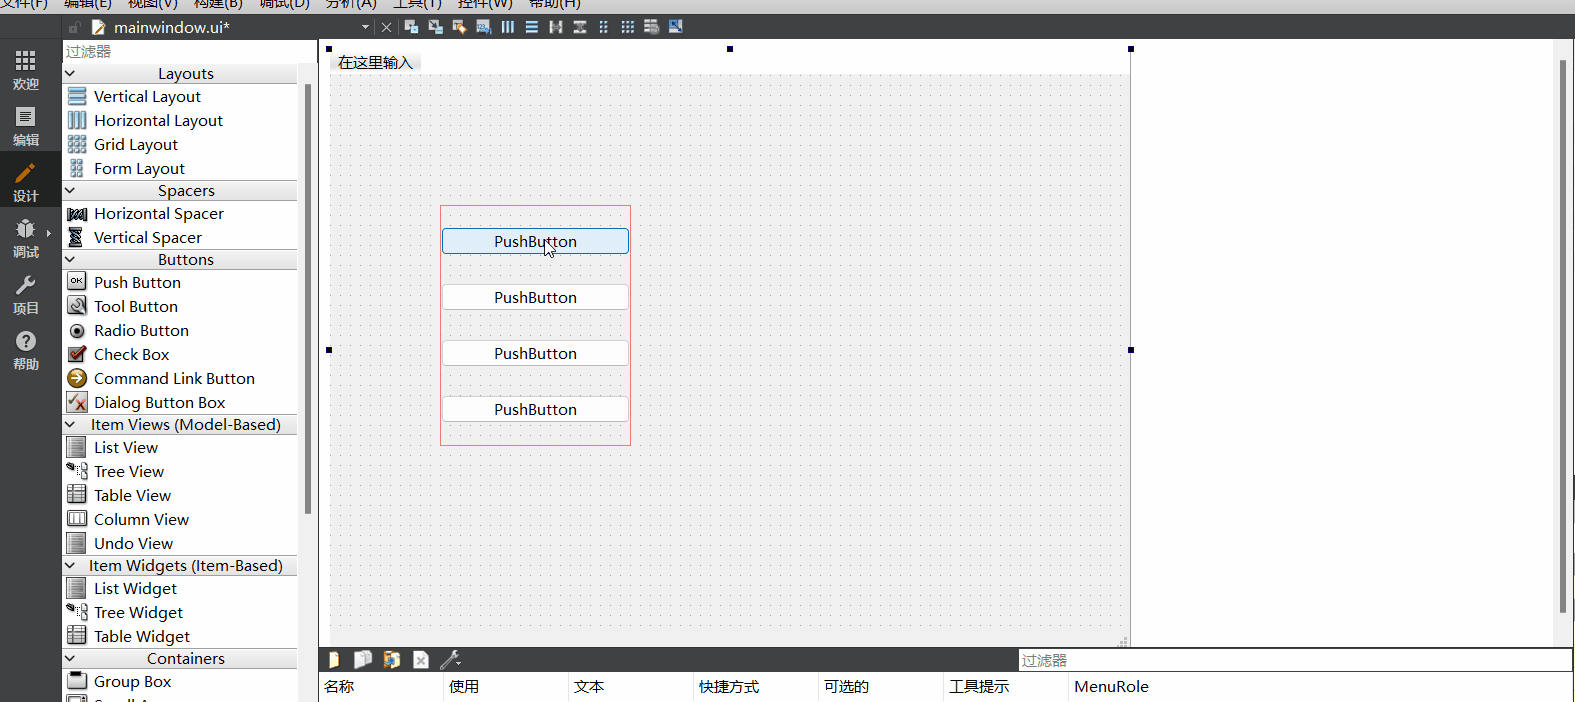 文件(F) 编辑(E) 视图(V) 构建(B) 调试(D) 分析(A) 工具(T) 控件(W) 帮助(H)
mainwindow.ui*
欢迎
编辑
设计
调试
项目
帮助
过滤器
Layouts
Vertical Layout
Horizontal Layout
Grid Layout
Form Layout
Spacers
Horizontal Spacer
Vertical Spacer
Buttons
OK Push Button
Tool Button
Radio Button
Check Box
Command Link Button
Dialog Button Box
Item Views (Model-Based)
List View
Tree View
Table View
Column View
Undo View
Item Widgets (Item-Based)
List Widget
Tree Widget
Table Widget
Containers
Group Box
在这里输入
PushButton
PushButton
PushButton
PushButton
过滤器
名称 使用 文本 快捷方式 可选的 工具提示 MenuRole